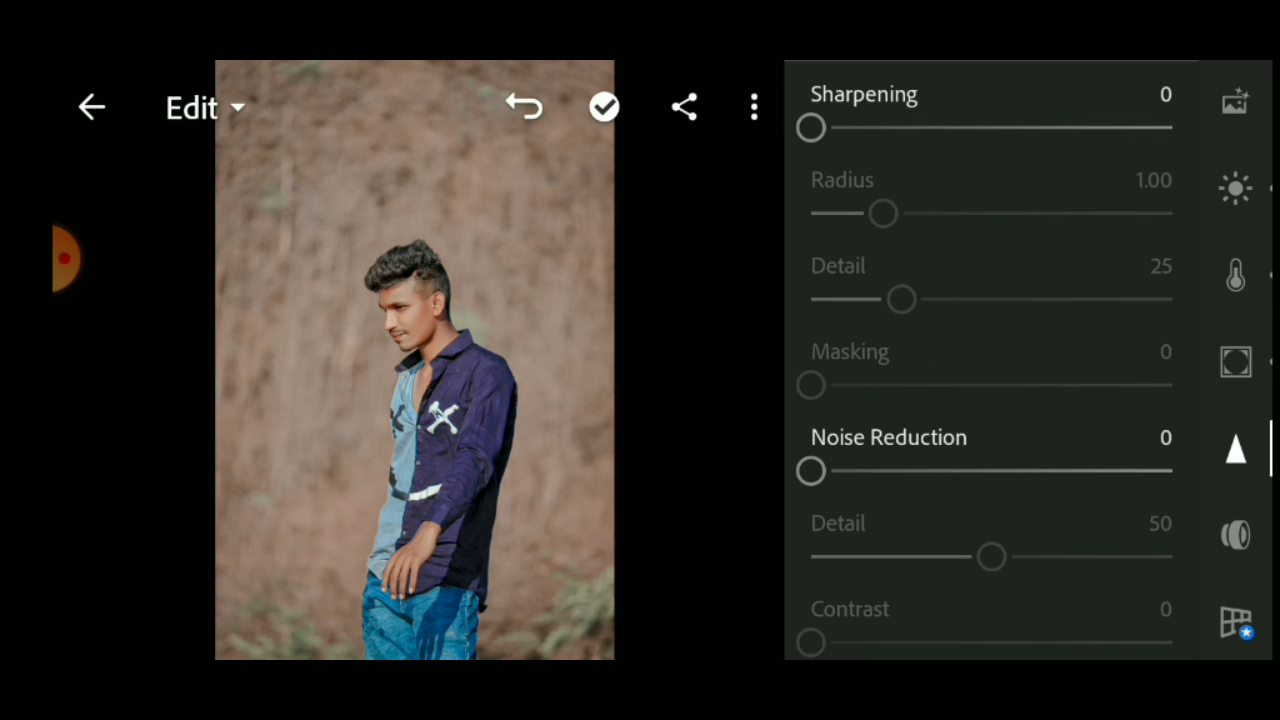 Edit
Sharpening 0
Radius 1.00
Detail 25
Masking 0
Noise Reduction 0
Detail 50
Contrast 0